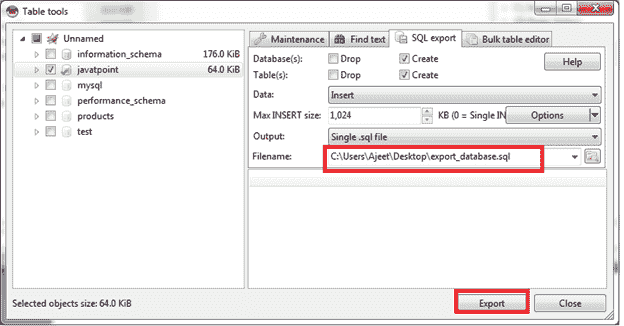 Table tools
Unnamed
information_schema 176.0 KiB
javatpoint 64.0 KiB
mysql
performance_schema
products
test
Maintenance Find text SQL export Bulk table editor
Database(s): Drop Create Help
Table(s): Drop Create
Data: Insert
Max INSERT size: 1,024 KB (0 = Single IN Options
Output: Single .sql file
Filename: C:\Users\Ajeet\Desktop\export_database.sql
Selected objects size: 64.0 KiB Export Close